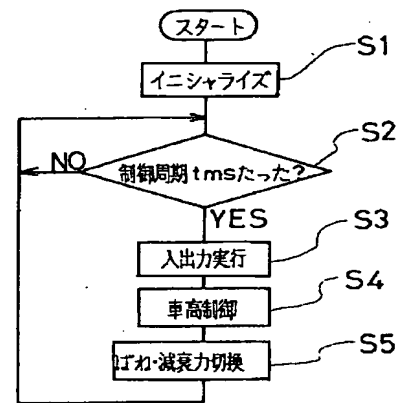 スタート
S1
イニシャライズ
S2
NO
制御周期tmsたった?
YES
S3
入出力実行
S4
車高制御
S5
ばね・減衰力切換